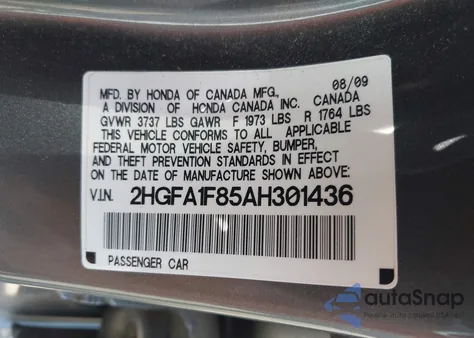 08/09
MFD. BY HONDA OF CANADA MFG.,
A DIVISION OF HONDA CANADA INC. CANADA
GVWR 3737 LBS GAWR F 1973 LBS R 1764 LBS
THIS VEHICLE CONFORMS TO ALL APPLICABLE
FEDERAL MOTOR VEHICLE SAFETY, BUMPER,
AND THEFT PREVENTION STANDARDS IN EFFECT
ON THE DATE OF MANUFACTURE SHOWN ABOVE:
V.I.N. 2HGFA1F85AH301436
PASSENGER CAR
autoSnap